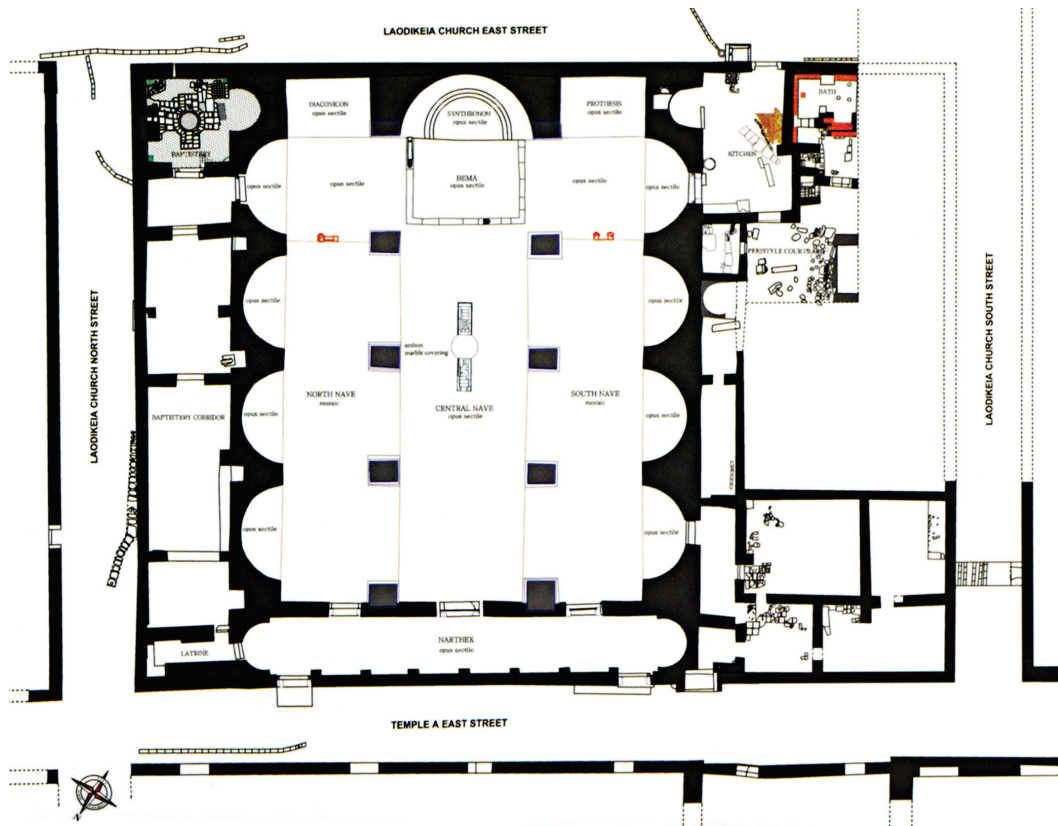 LAODIKEIA CHURCH EAST STREET
DIACONICON
opus sectile
SYNTHRONON
opus sectile
PROTHESIS
opus sectile
BATH
BAPTISTERY
KITCHEN
opus sectile
opus sectile
BEMA
opus sectile
opus sectile
opus sectile
PERISTYLE COURTYARD
opus sectile
opus sectile
LAODIKEIA CHURCH NORTH STREET
LAODIKEIA CHURCH SOUTH STREET
ambon
marble covering
NORTH NAVE
mosaic
CENTRAL NAVE
opus sectile
SOUTH NAVE
mosaic
BAPTISTERY CORRIDOR
opus sectile
opus sectile
CORRIDOR
opus sectile
opus sectile
NARTHEX
opus sectile
LATRINE
TEMPLE A EAST STREET
N